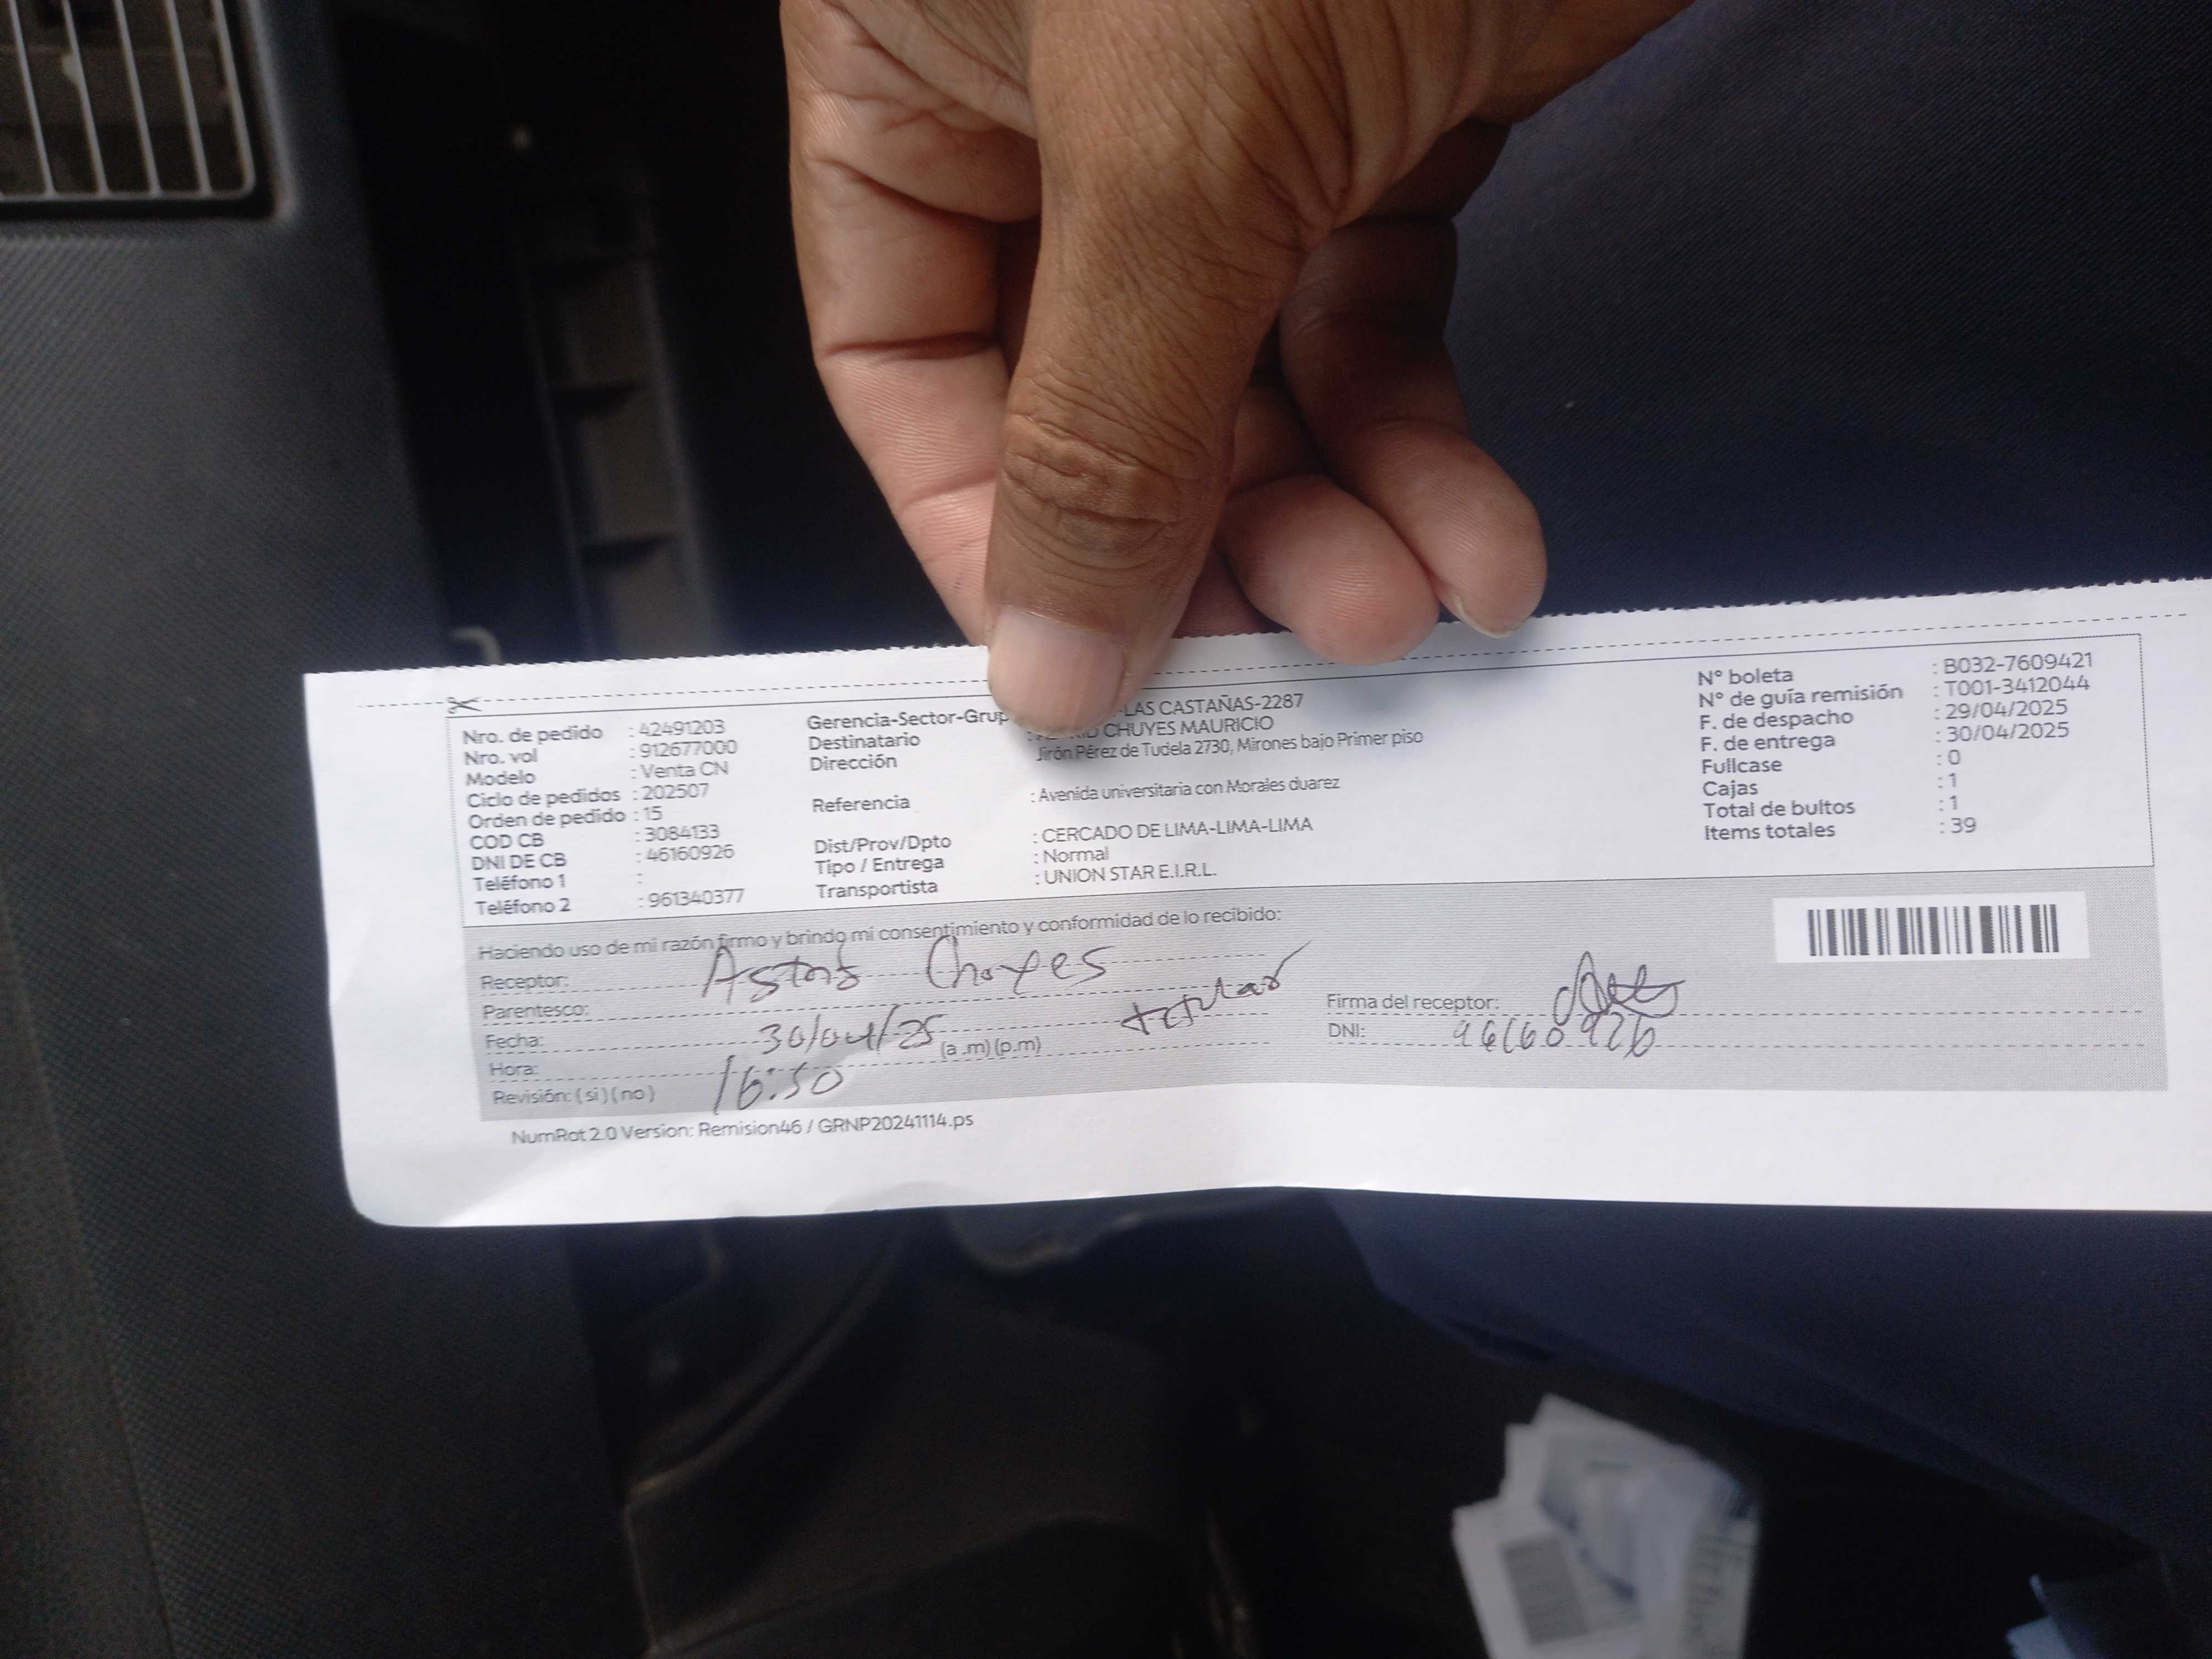 Nro. de pedido : 42491203
Nro. vol : 912677000
Modelo : Venta CN
Ciclo de pedidos : 202507
Orden de pedido : 15
COD CB : 3084133
DNI DE CB : 46160926
Teléfono 1 :
Teléfono 2 : 961340377
Gerencia-Sector-Grup -LAS CASTAÑAS-2287
Destinatario : CHUYES MAURICIO
Dirección Jirón Pérez de Tudela 2730, Mirones bajo Primer piso
Referencia : Avenida universitaria con Morales duarez
Dist/Prov/Dpto : CERCADO DE LIMA-LIMA-LIMA
Tipo / Entrega : Normal
Transportista : UNION STAR E.I.R.L.
N° boleta : B032-7609421
N° de guía remisión : T001-3412044
F. de despacho : 29/04/2025
F. de entrega : 30/04/2025
Fullcase : 0
Cajas : 1
Total de bultos : 1
Items totales : 39
Haciendo uso de mi razón firmo y brindo mi consentimiento y conformidad de lo recibido:
Receptor: Chuyes
Parentesco: titular
Fecha: 30/04/25
Hora: 16:50 (a.m) (p.m)
Revisión: ( si ) ( no )
Firma del receptor:
DNI: 46160926
NumRot 2.0 Version: Remision46 / GRNP20241114.ps